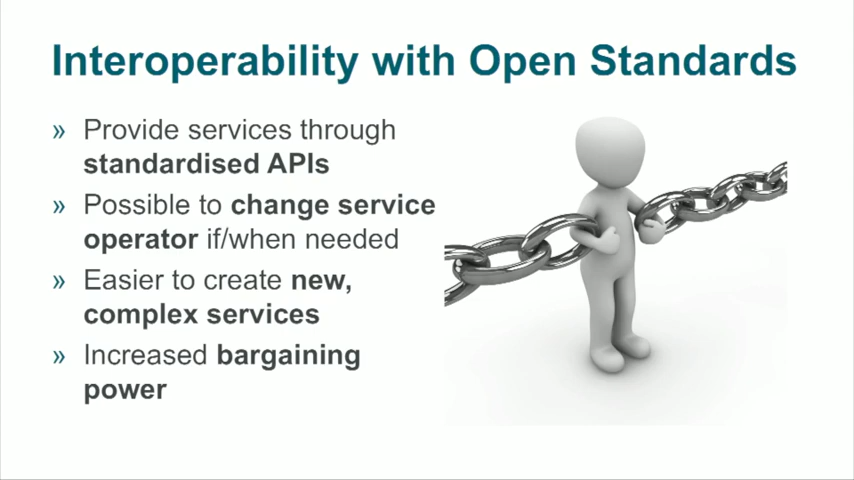 Interoperability with Open Standards
» Provide services through
standardised APIs
» Possible to change service
operator if/when needed
» Easier to create new,
complex services
» Increased bargaining
power